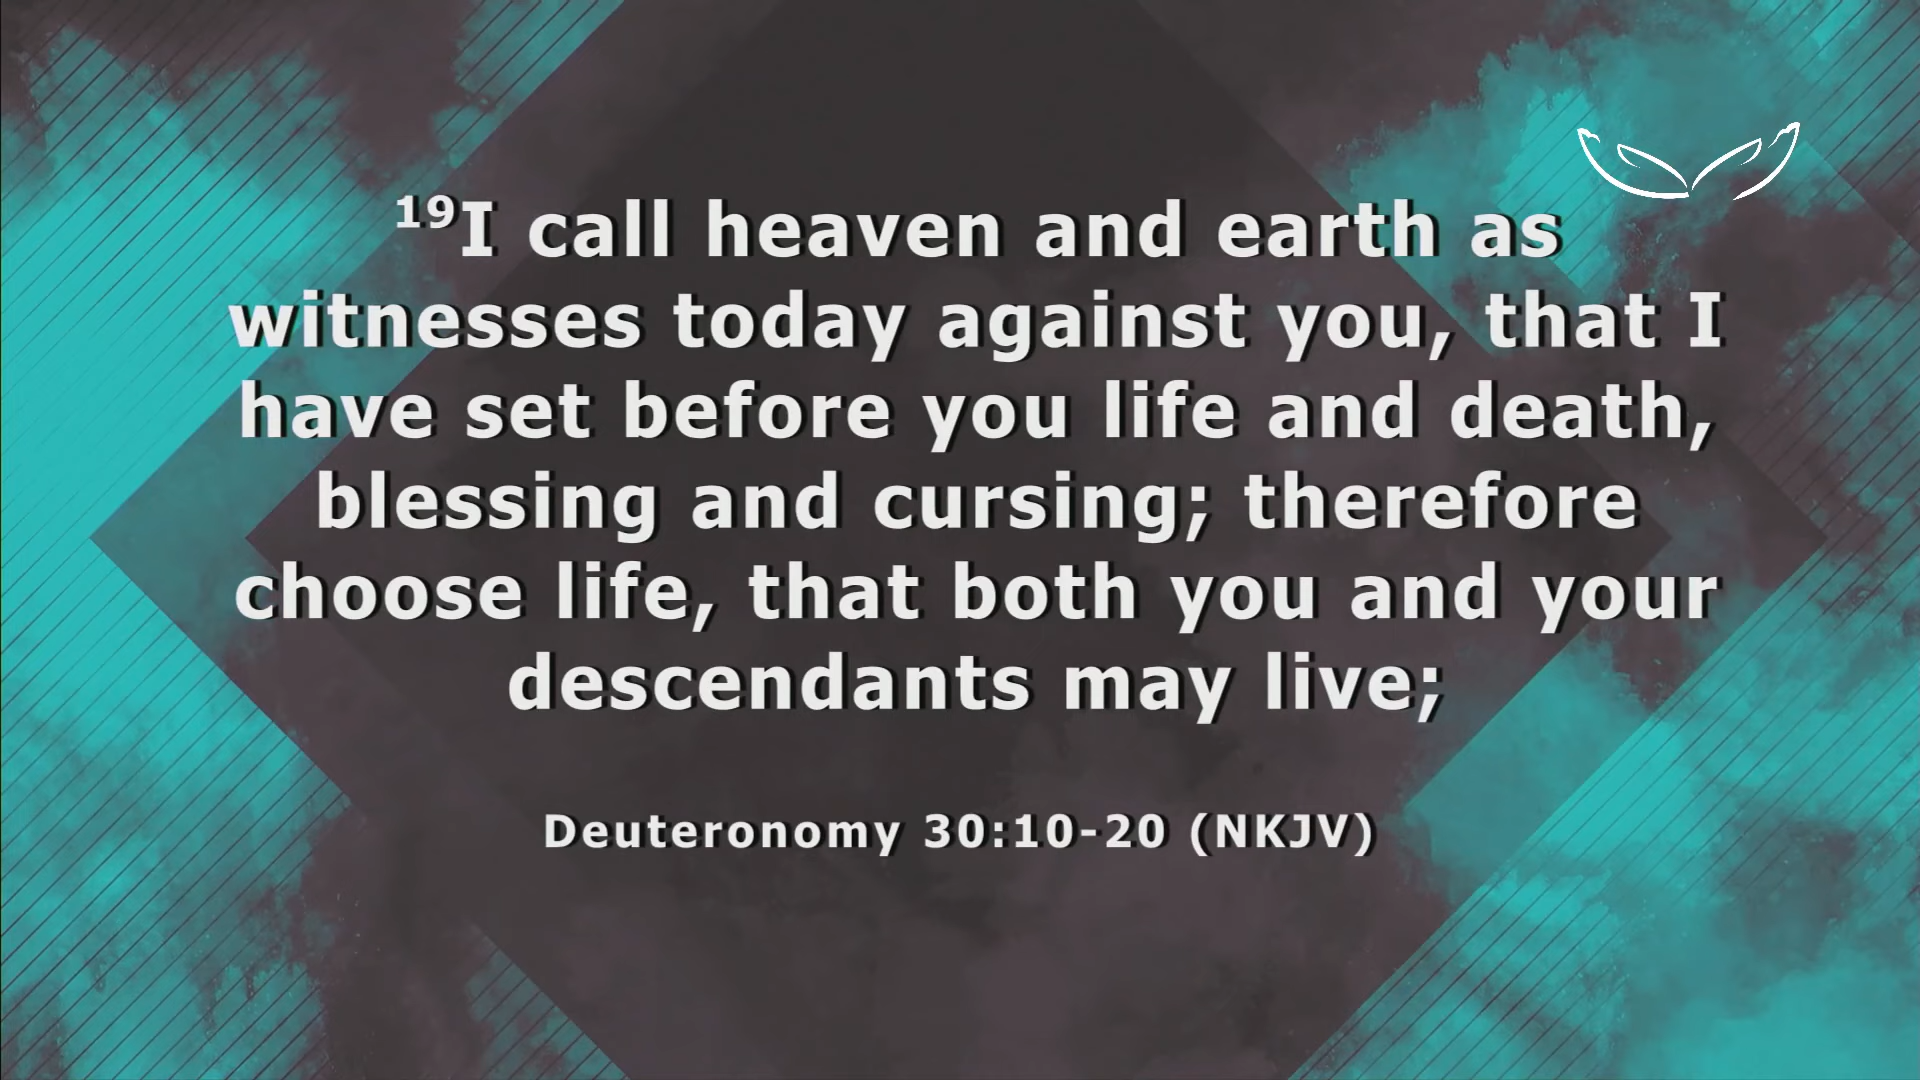 ¹⁹I call heaven and earth as
witnesses today against you, that I
have set before you life and death,
blessing and cursing; therefore
choose life, that both you and your
descendants may live;
Deuteronomy 30:10-20 (NKJV)